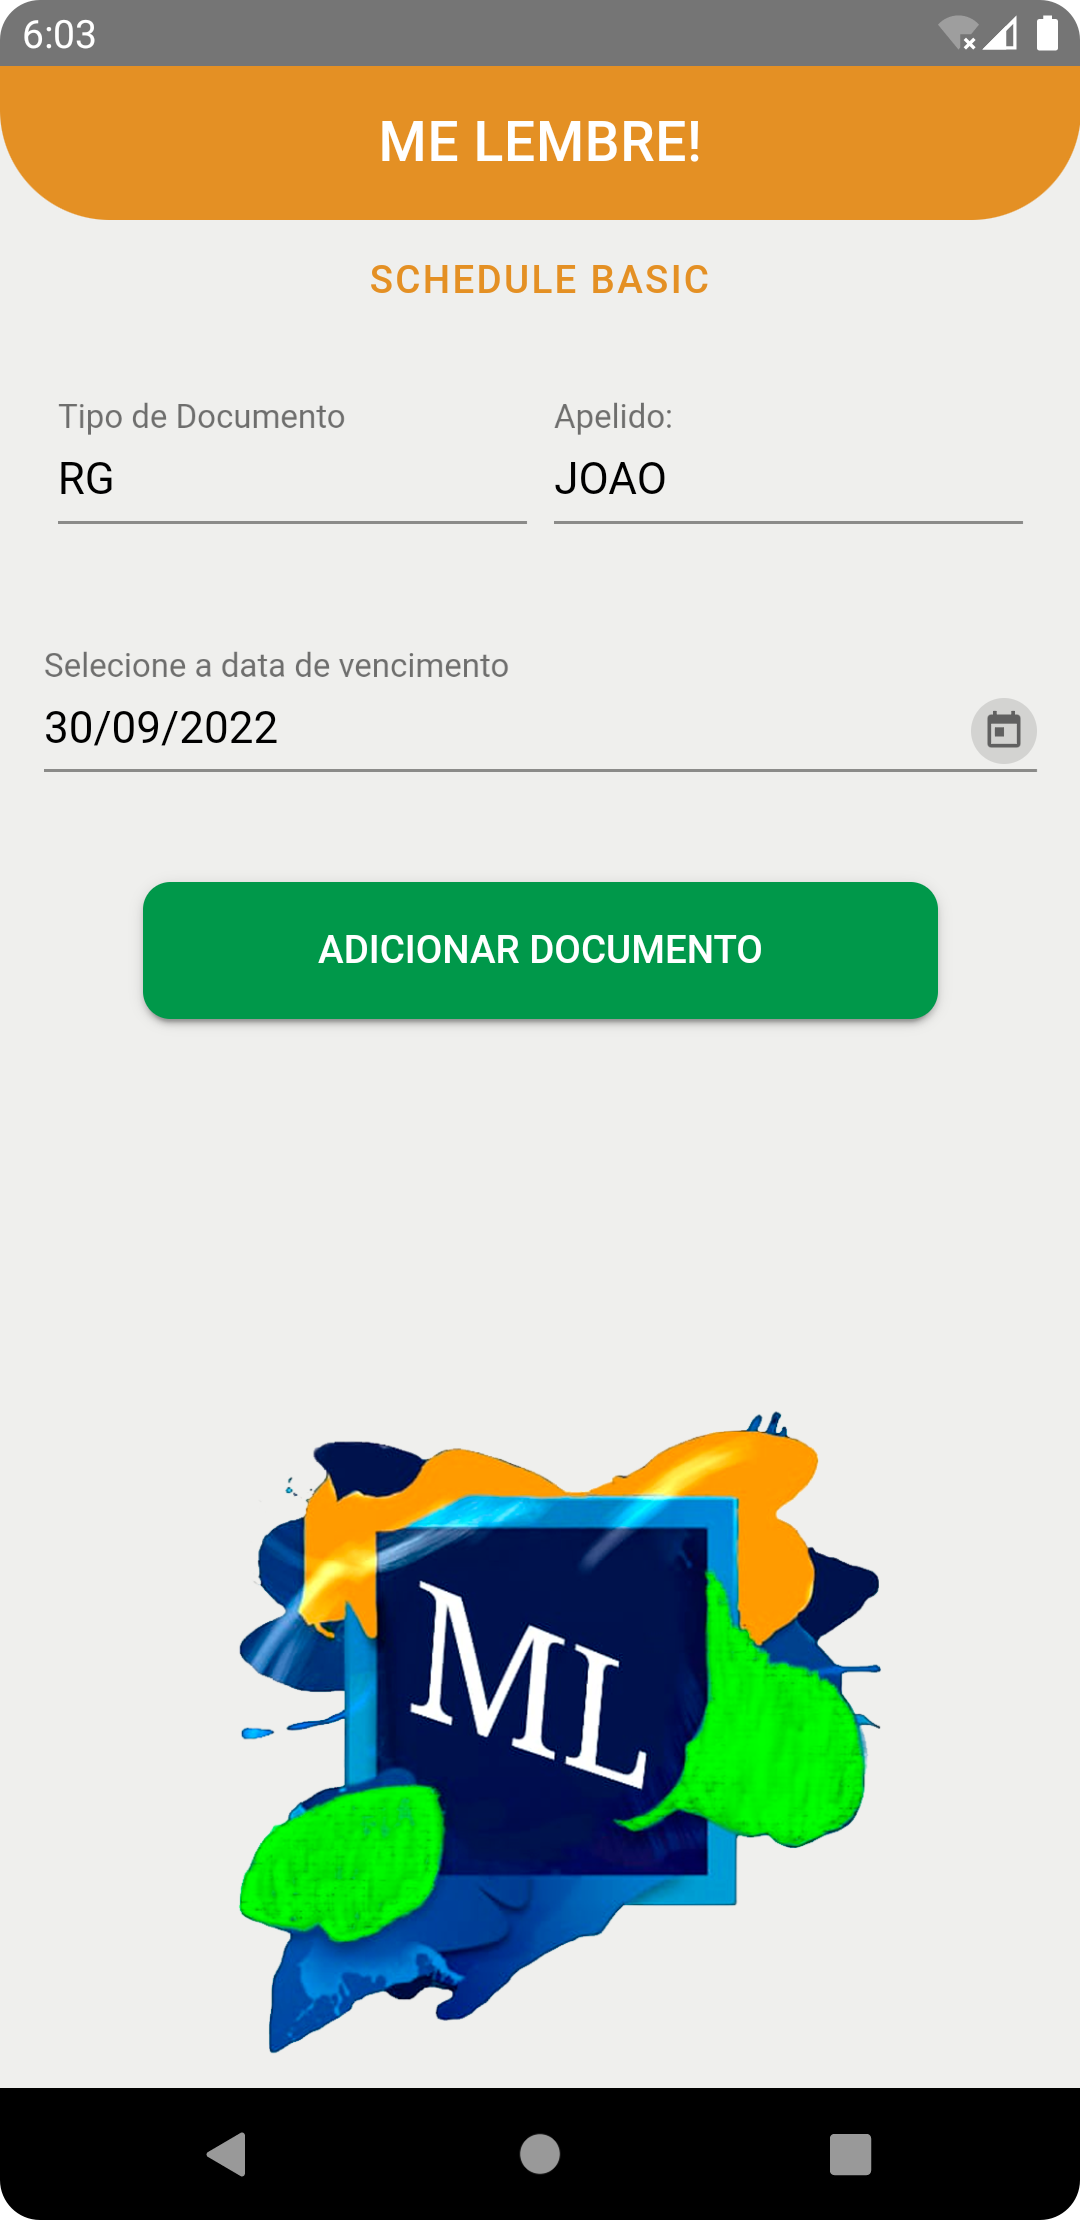 6:03
ME LEMBRE!
SCHEDULE BASIC
Tipo de Documento
Apelido:
RG
JOAO
Selecione a data de vencimento
30/09/2022
ADICIONAR DOCUMENTO
ML